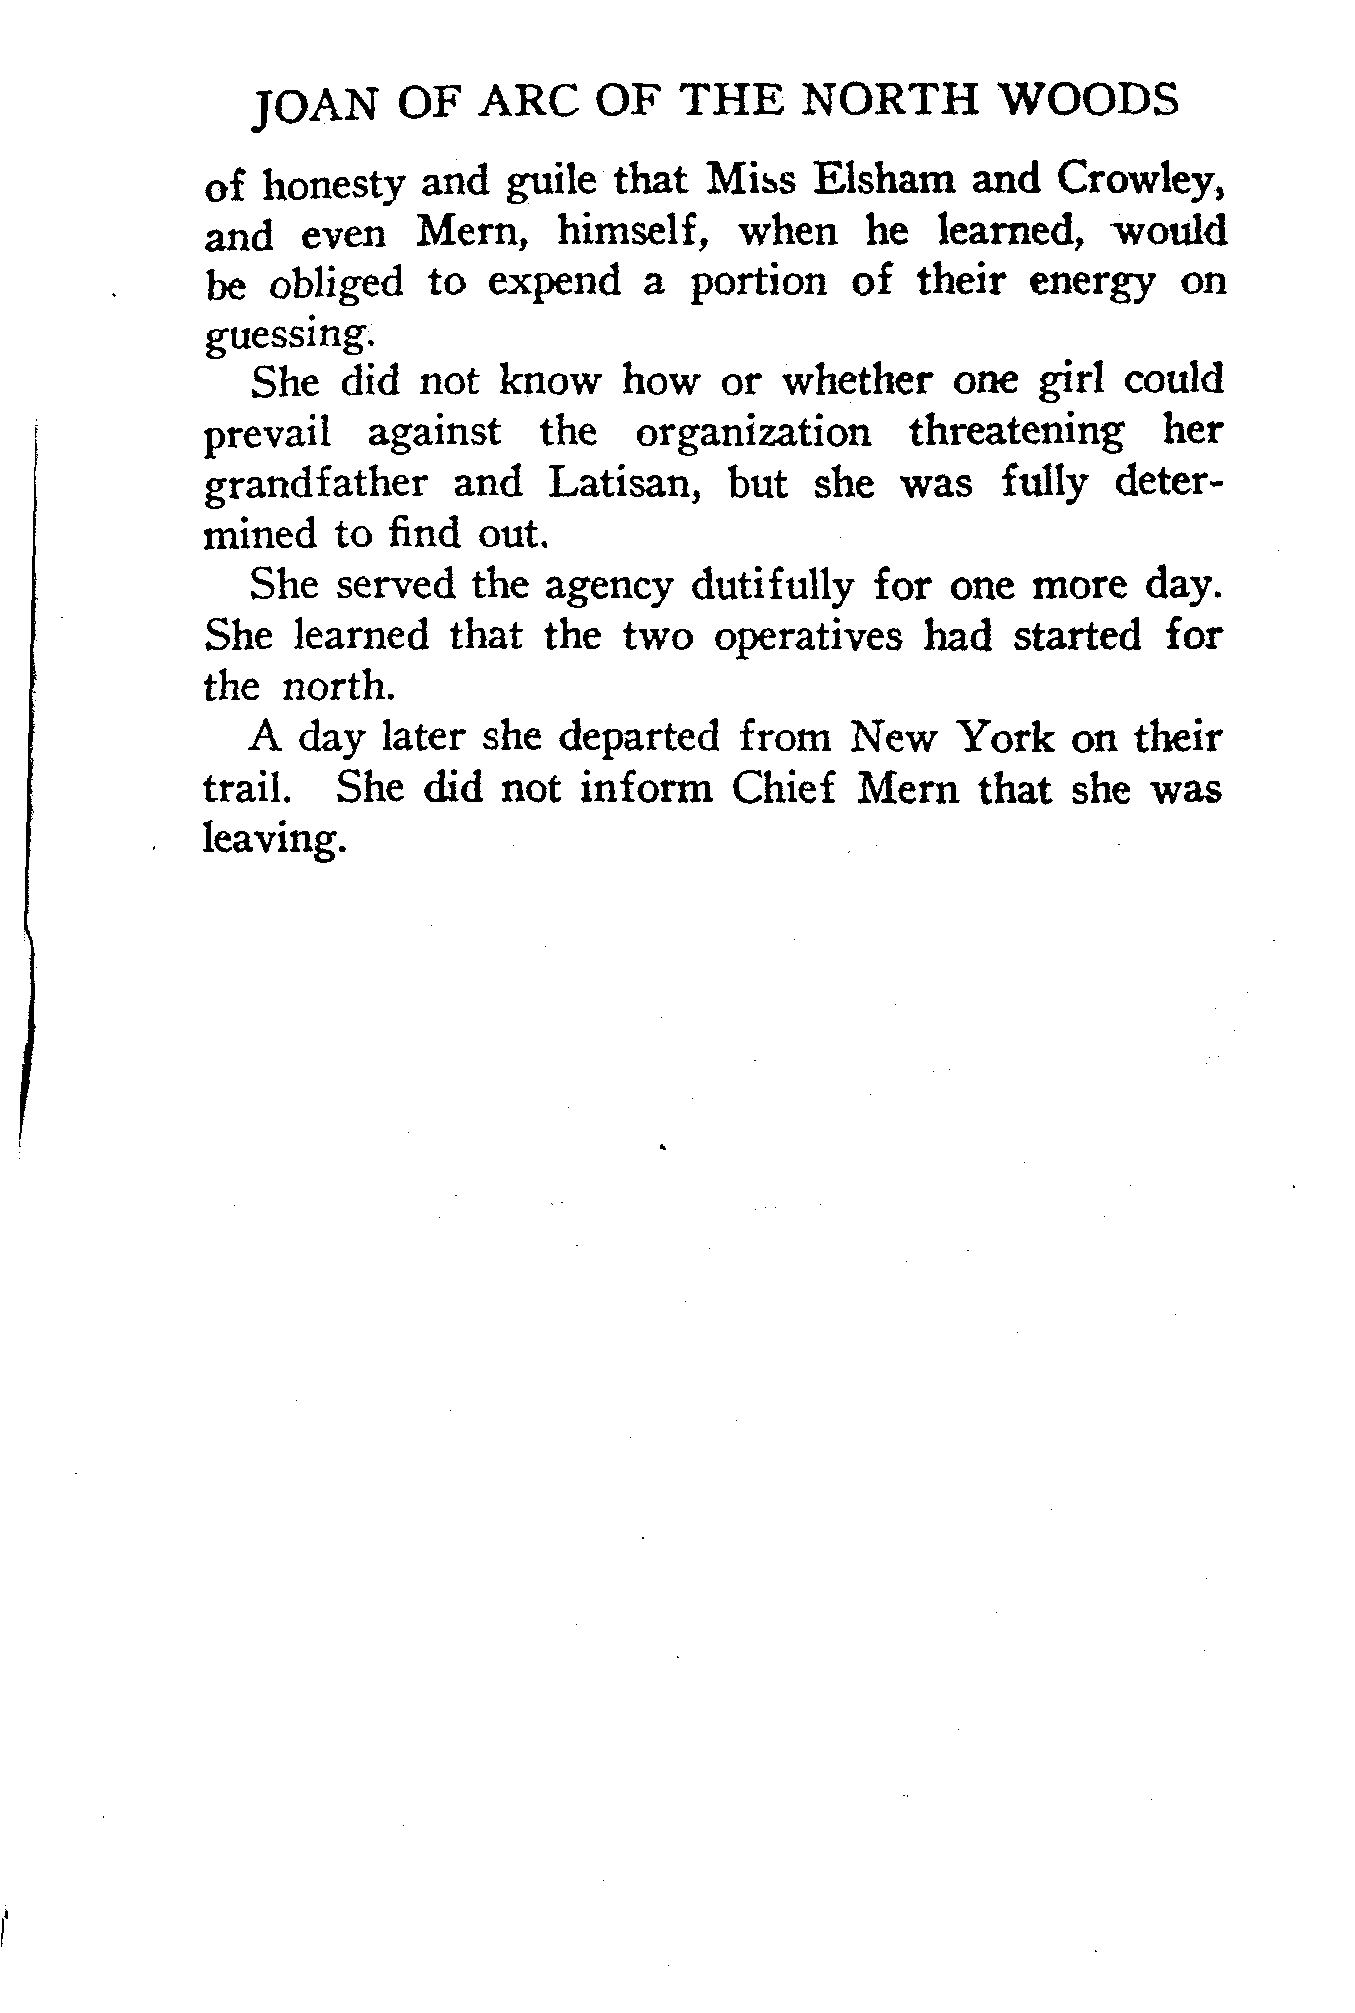 JOAN OF ARC OF THE NORTH WOODS
of honesty and guile that Miss Elsham and Crowley,
and even Mern, himself, when he learned, would
be obliged to expend a portion of their energy on
guessing.
She did not know how or whether one girl could
prevail against the organization threatening her
grandfather and Latisan, but she was fully deter-
mined to find out.
She served the agency dutifully for one more day.
She learned that the two operatives had started for
the north.
A day later she departed from New York on their
trail. She did not inform Chief Mern that she was
leaving.